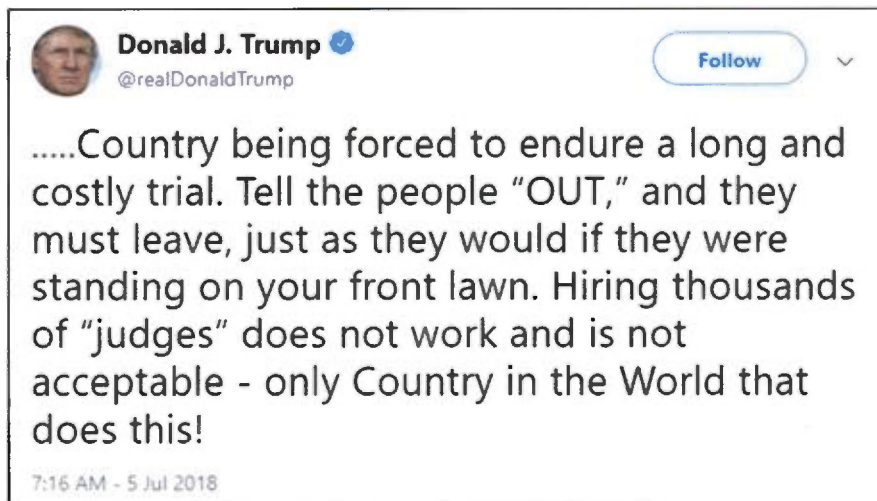 Donald J. Trump
@realDonaldTrump
Follow
.....Country being forced to endure a long and
costly trial. Tell the people “OUT,” and they
must leave, just as they would if they were
standing on your front lawn. Hiring thousands
of “judges” does not work and is not
acceptable - only Country in the World that
does this!
7:16 AM - 5 Jul 2018